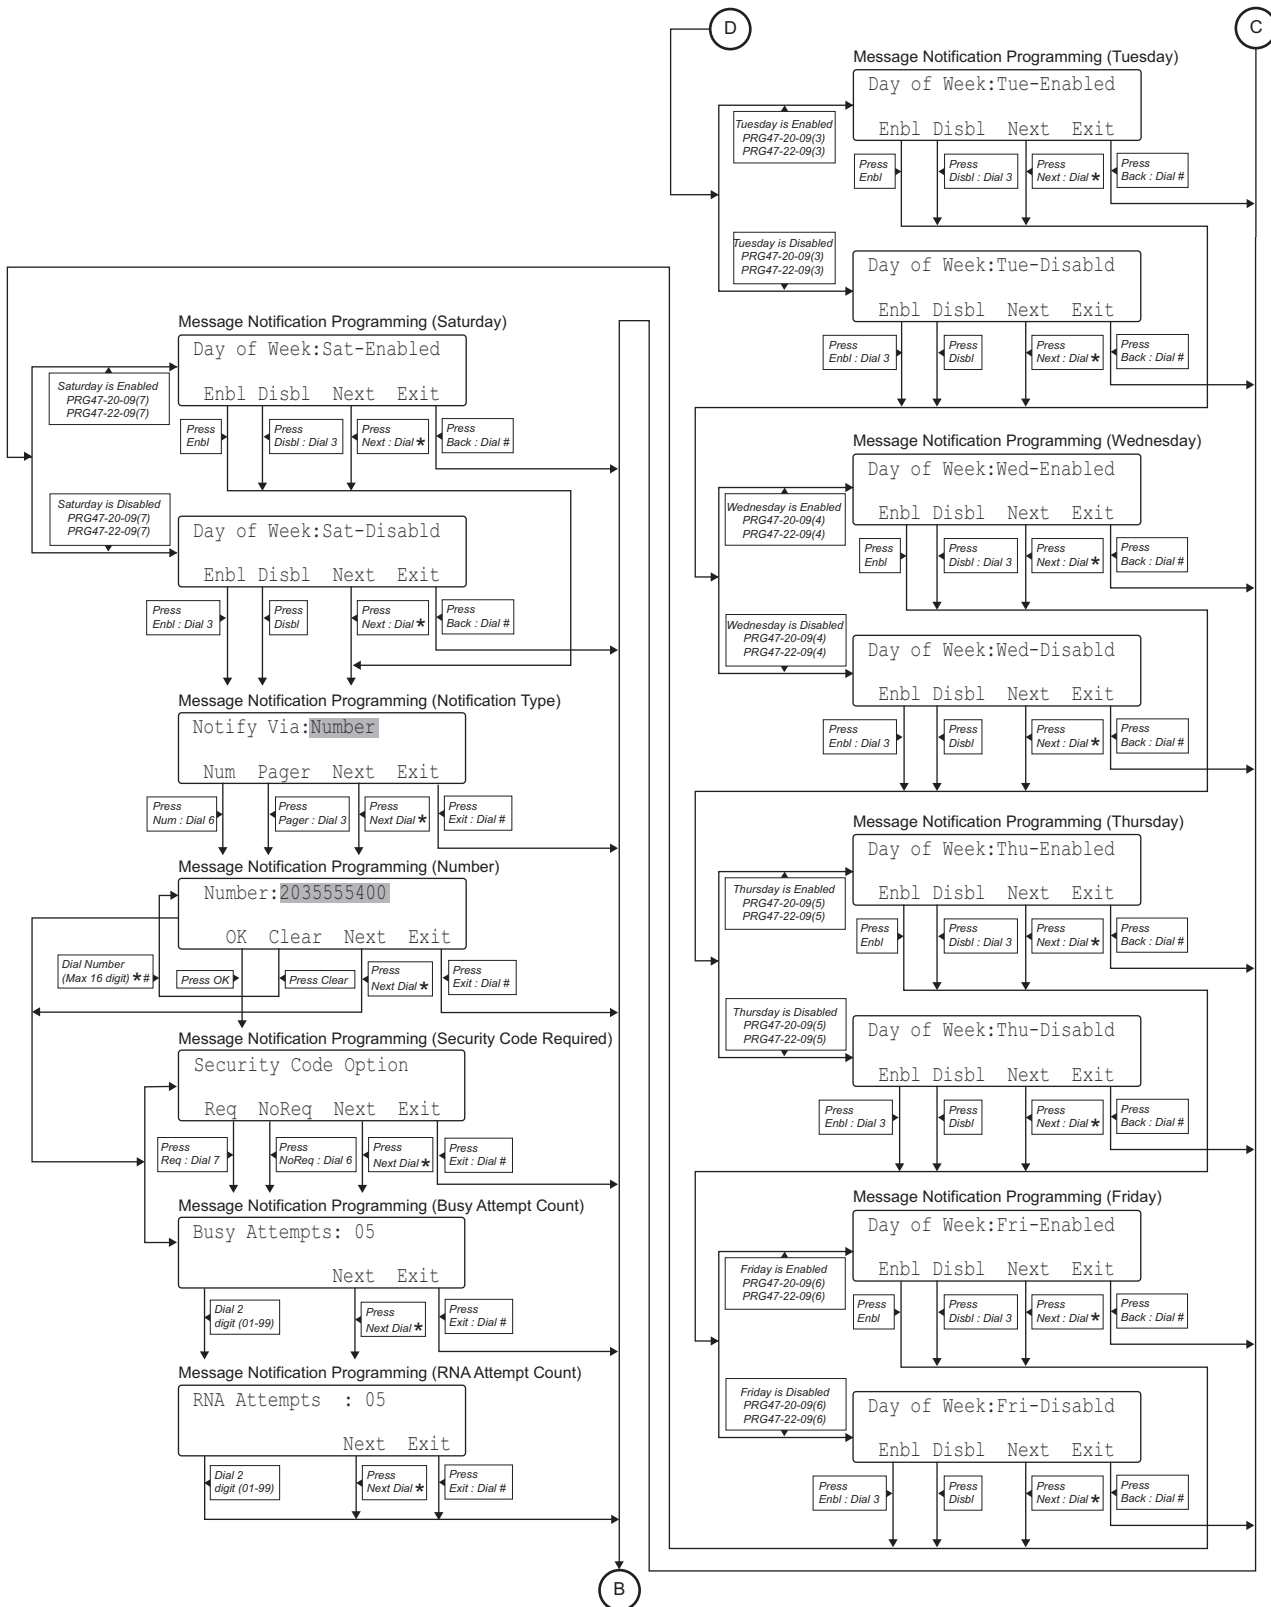 D
C
Message Notification Programming (Tuesday)
Day of Week:Tue-Enabled
Enbl Disbl Next Exit
Tuesday is Enabled
PRG47-20-09(3)
PRG47-22-09(3)
Press
Enbl
Press
Disbl : Dial 3
Press
Next : Dial *
Press
Back : Dial #
Tuesday is Disabled
PRG47-20-09(3)
PRG47-22-09(3)
Day of Week:Tue-Disabld
Enbl Disbl Next Exit
Press
Enbl : Dial 3
Press
Disbl
Press
Next : Dial *
Press
Back : Dial #
Message Notification Programming (Wednesday)
Day of Week:Wed-Enabled
Enbl Disbl Next Exit
Wednesday is Enabled
PRG47-20-09(4)
PRG47-22-09(4)
Press
Enbl
Press
Disbl : Dial 3
Press
Next : Dial *
Press
Back : Dial #
Wednesday is Disabled
PRG47-20-09(4)
PRG47-22-09(4)
Day of Week:Wed-Disabld
Enbl Disbl Next Exit
Press
Enbl : Dial 3
Press
Disbl
Press
Next : Dial *
Press
Back : Dial #
Message Notification Programming (Thursday)
Day of Week:Thu-Enabled
Enbl Disbl Next Exit
Thursday is Enabled
PRG47-20-09(5)
PRG47-22-09(5)
Press
Enbl
Press
Disbl : Dial 3
Press
Next : Dial *
Press
Back : Dial #
Thursday is Disabled
PRG47-20-09(5)
PRG47-22-09(5)
Day of Week:Thu-Disabld
Enbl Disbl Next Exit
Press
Enbl : Dial 3
Press
Disbl
Press
Next : Dial *
Press
Back : Dial #
Message Notification Programming (Friday)
Day of Week:Fri-Enabled
Enbl Disbl Next Exit
Friday is Enabled
PRG47-20-09(6)
PRG47-22-09(6)
Press
Enbl
Press
Disbl : Dial 3
Press
Next : Dial *
Press
Back : Dial #
Friday is Disabled
PRG47-20-09(6)
PRG47-22-09(6)
Day of Week:Fri-Disabld
Enbl Disbl Next Exit
Press
Enbl : Dial 3
Press
Disbl
Press
Next : Dial *
Press
Back : Dial #
Message Notification Programming (Saturday)
Day of Week:Sat-Enabled
Enbl Disbl Next Exit
Saturday is Enabled
PRG47-20-09(7)
PRG47-22-09(7)
Press
Enbl
Press
Disbl : Dial 3
Press
Next : Dial *
Press
Back : Dial #
Saturday is Disabled
PRG47-20-09(7)
PRG47-22-09(7)
Day of Week:Sat-Disabld
Enbl Disbl Next Exit
Press
Enbl : Dial 3
Press
Disbl
Press
Next : Dial *
Press
Back : Dial #
Message Notification Programming (Notification Type)
Notify Via:Number
Num Pager Next Exit
Press
Num : Dial 6
Press
Pager : Dial 3
Press
Next Dial *
Press
Exit : Dial #
Message Notification Programming (Number)
Number:2035555400
OK Clear Next Exit
Dial Number
(Max 16 digit) * #
Press OK
Press Clear
Press
Next Dial *
Press
Exit : Dial #
Message Notification Programming (Security Code Required)
Security Code Option
Req NoReq Next Exit
Press
Req : Dial 7
Press
NoReq : Dial 6
Press
Next Dial *
Press
Exit : Dial #
Message Notification Programming (Busy Attempt Count)
Busy Attempts: 05
Next Exit
Dial 2
digit (01-99)
Press
Next Dial *
Press
Exit : Dial #
Message Notification Programming (RNA Attempt Count)
RNA Attempts : 05
Next Exit
Dial 2
digit (01-99)
Press
Next Dial *
Press
Exit : Dial #
B